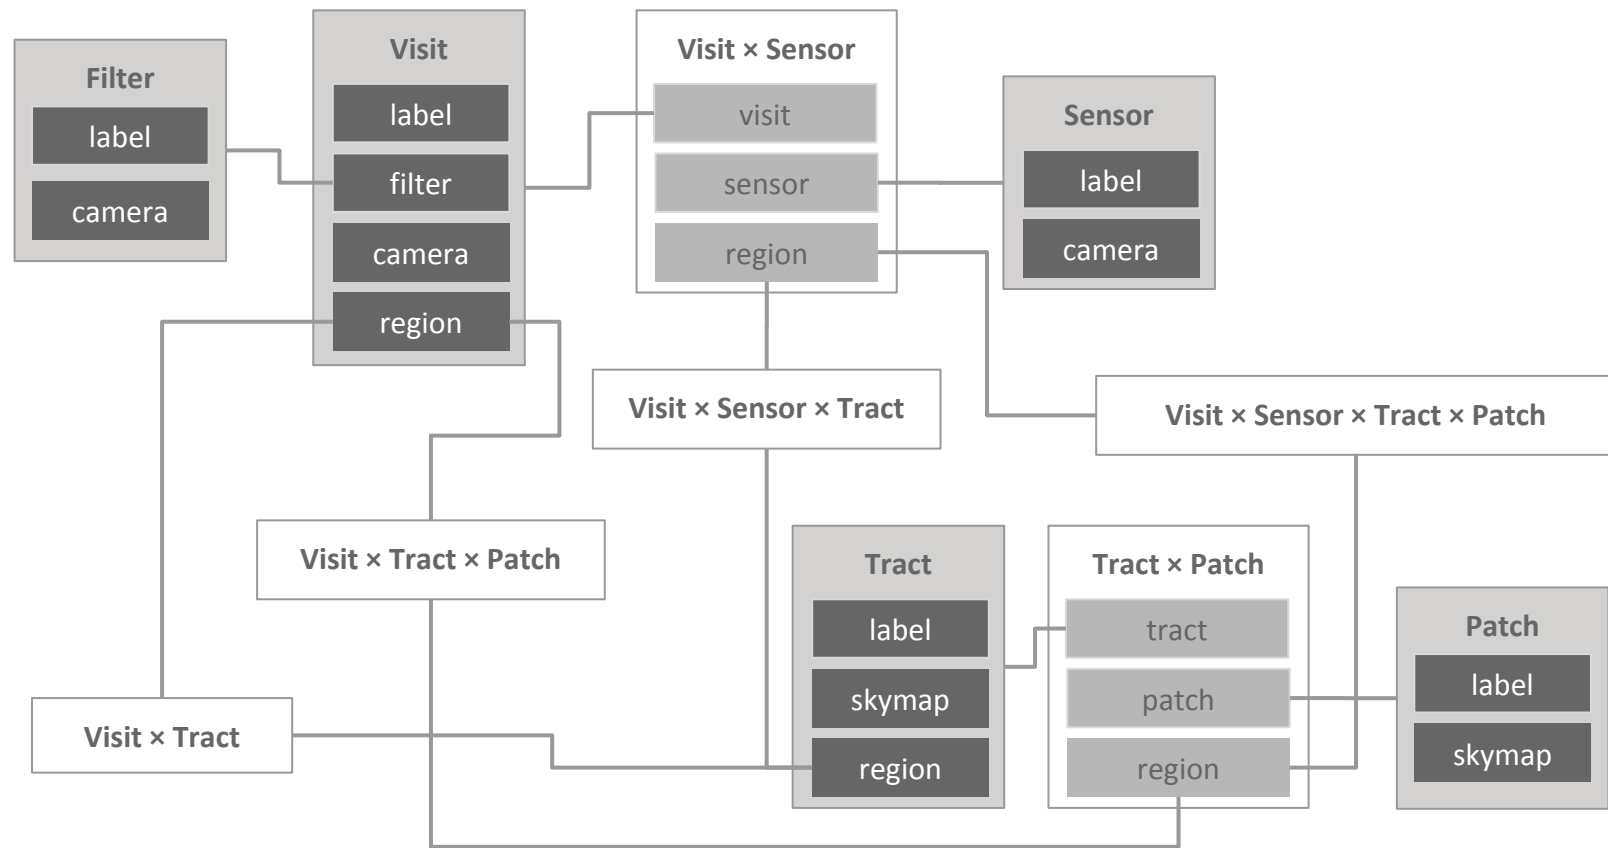 Filter
label
camera
Visit
label
filter
camera
region
Visit × Sensor
visit
sensor
region
Sensor
label
camera
Visit × Sensor × Tract
Visit × Sensor × Tract × Patch
Visit × Tract × Patch
Visit × Tract
Tract
label
skymap
region
Tract × Patch
tract
patch
region
Patch
label
skymap